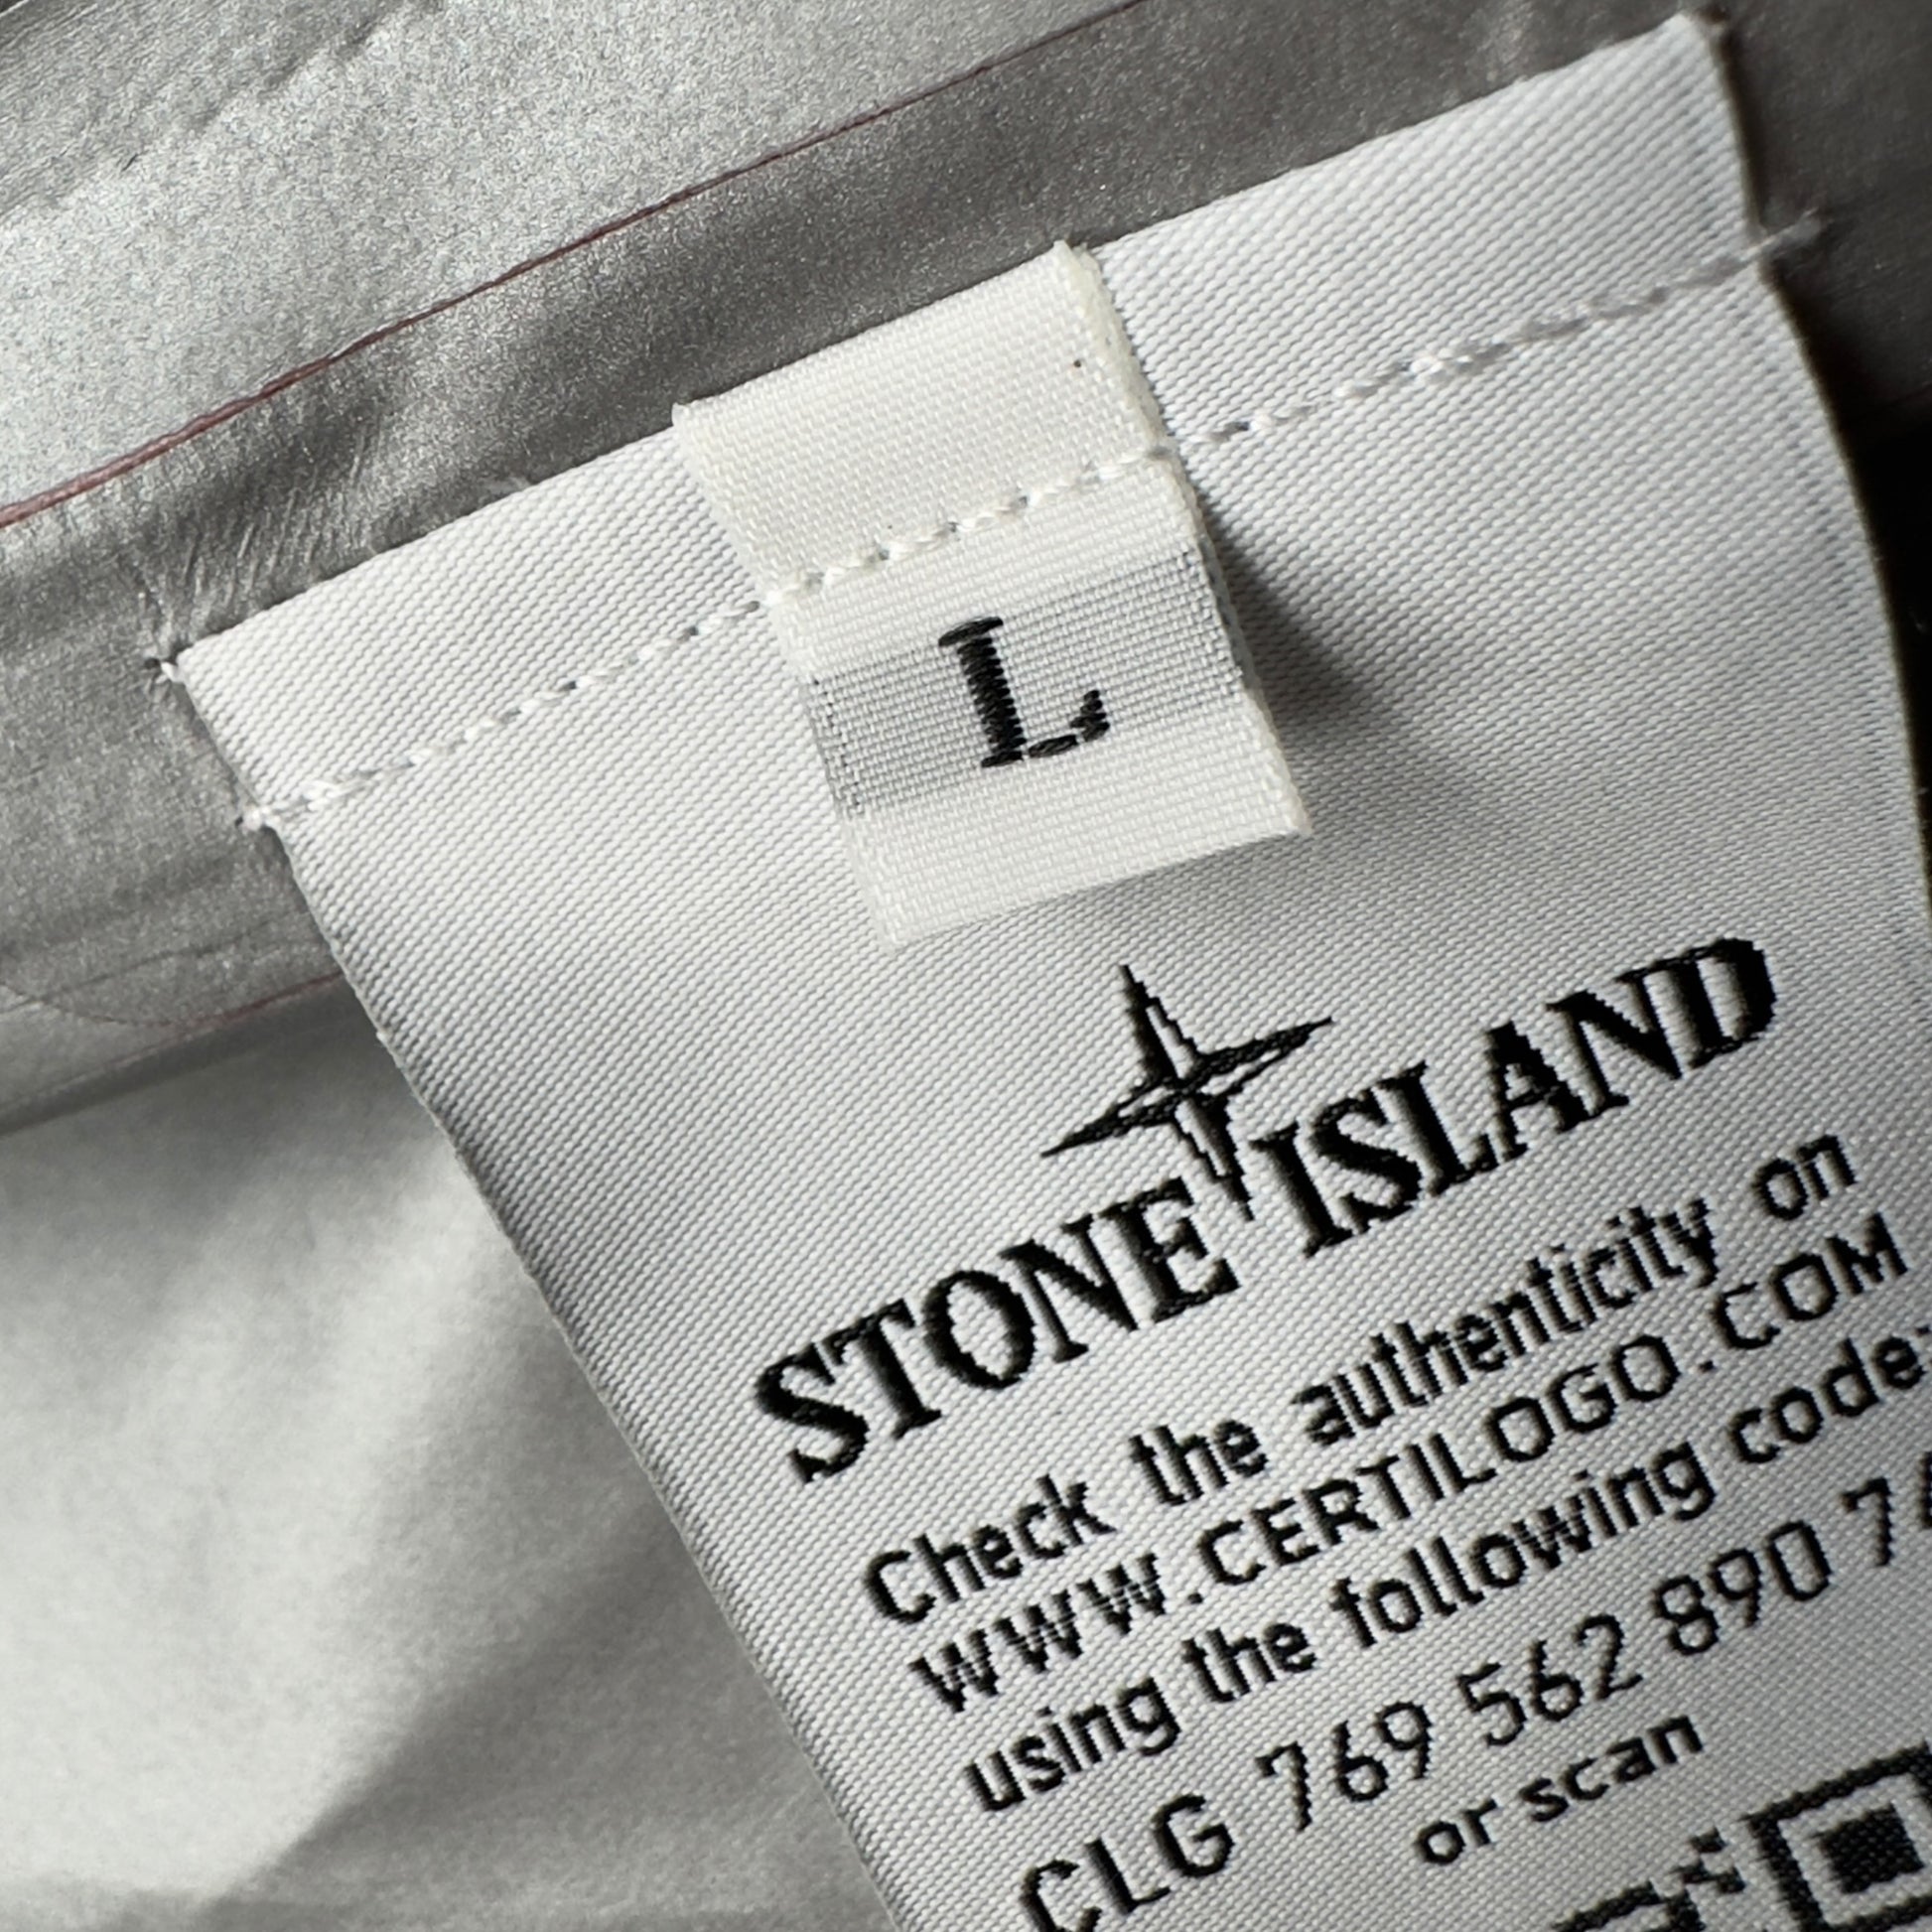 L
STONE ISLAND
Check the authenticity on
WWW.CERTILOGO.COM
using the following code:
CLG 769 562 890
or scan